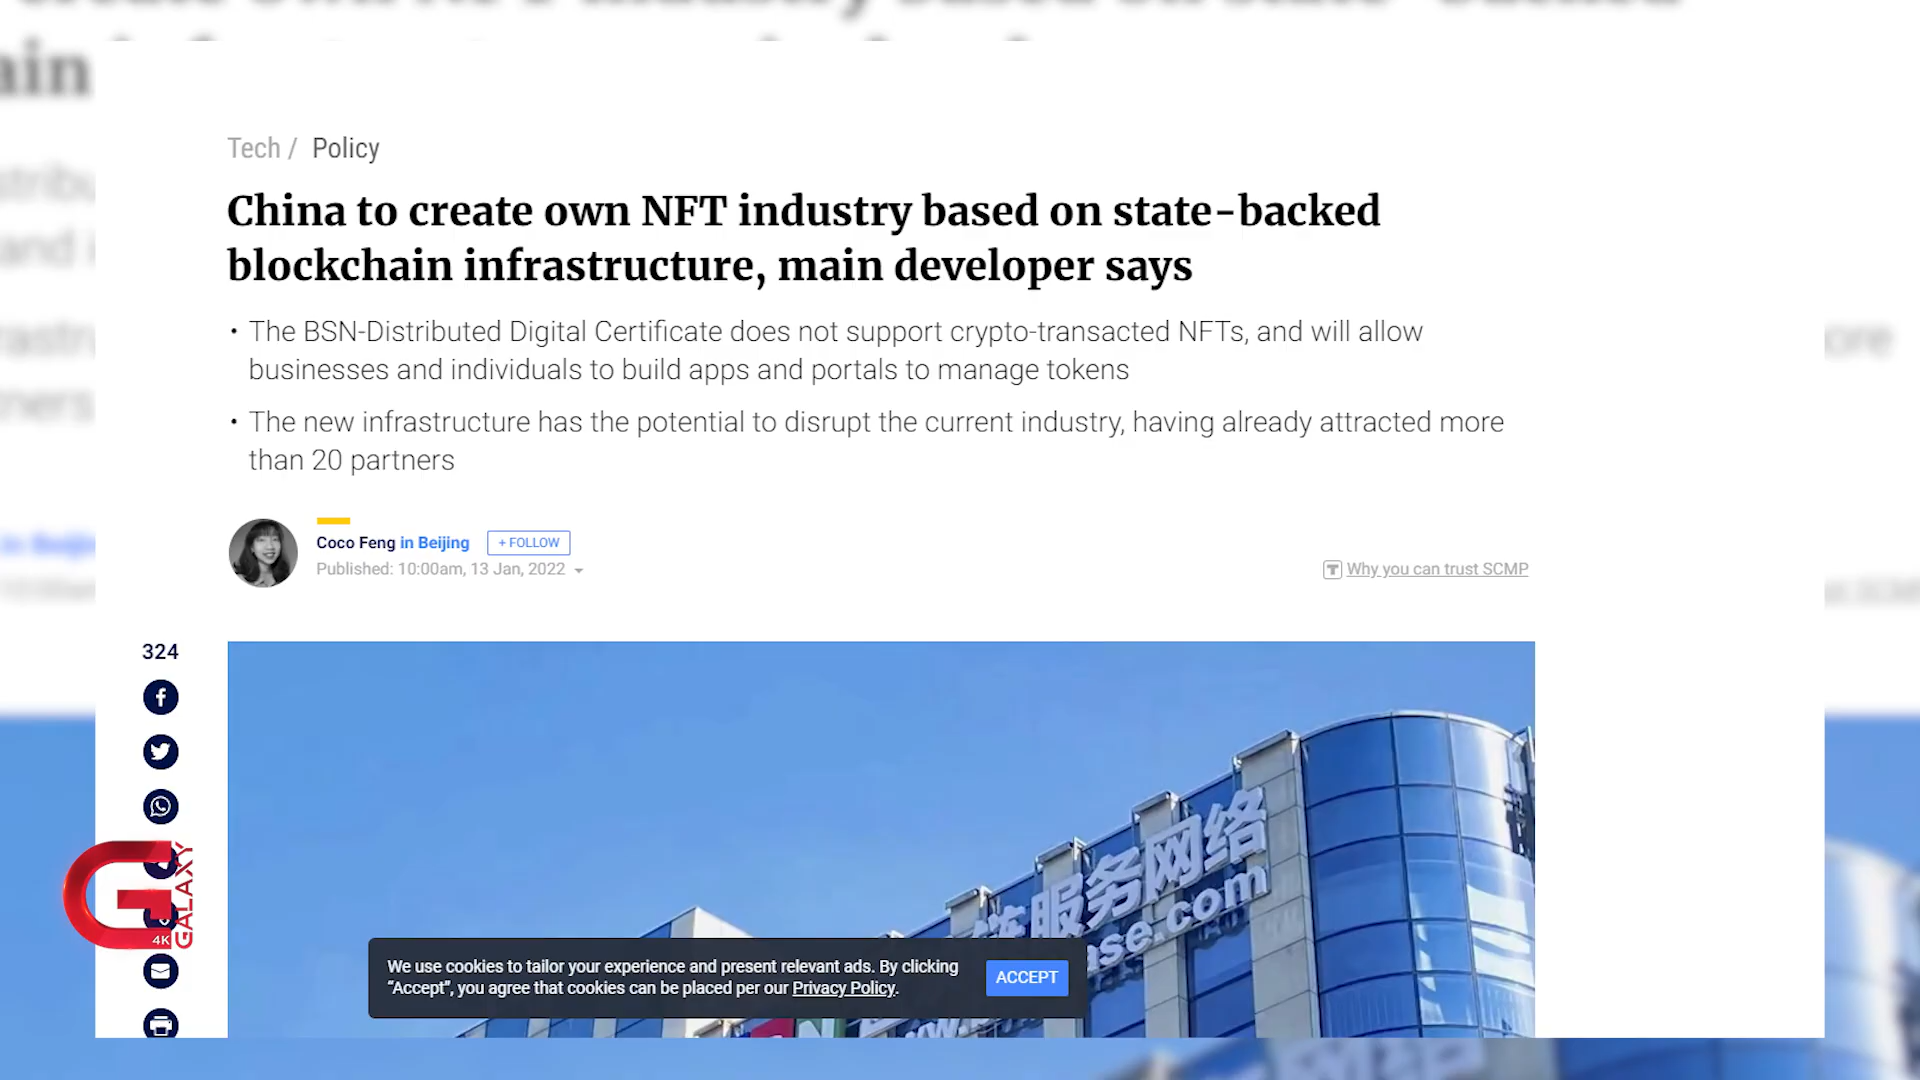 Tech / Policy
China to create own NFT industry based on state-backed
blockchain infrastructure, main developer says
• The BSN-Distributed Digital Certificate does not support crypto-transacted NFTs, and will allow
businesses and individuals to build apps and portals to manage tokens
• The new infrastructure has the potential to disrupt the current industry, having already attracted more
than 20 partners
Coco Feng in Beijing + FOLLOW
Published: 10:00am, 13 Jan, 2022
Why you can trust SCMP
324
服务网络
se.com
GALAXY
4K
We use cookies to tailor your experience and present relevant ads. By clicking
“Accept”, you agree that cookies can be placed per our Privacy Policy.
ACCEPT